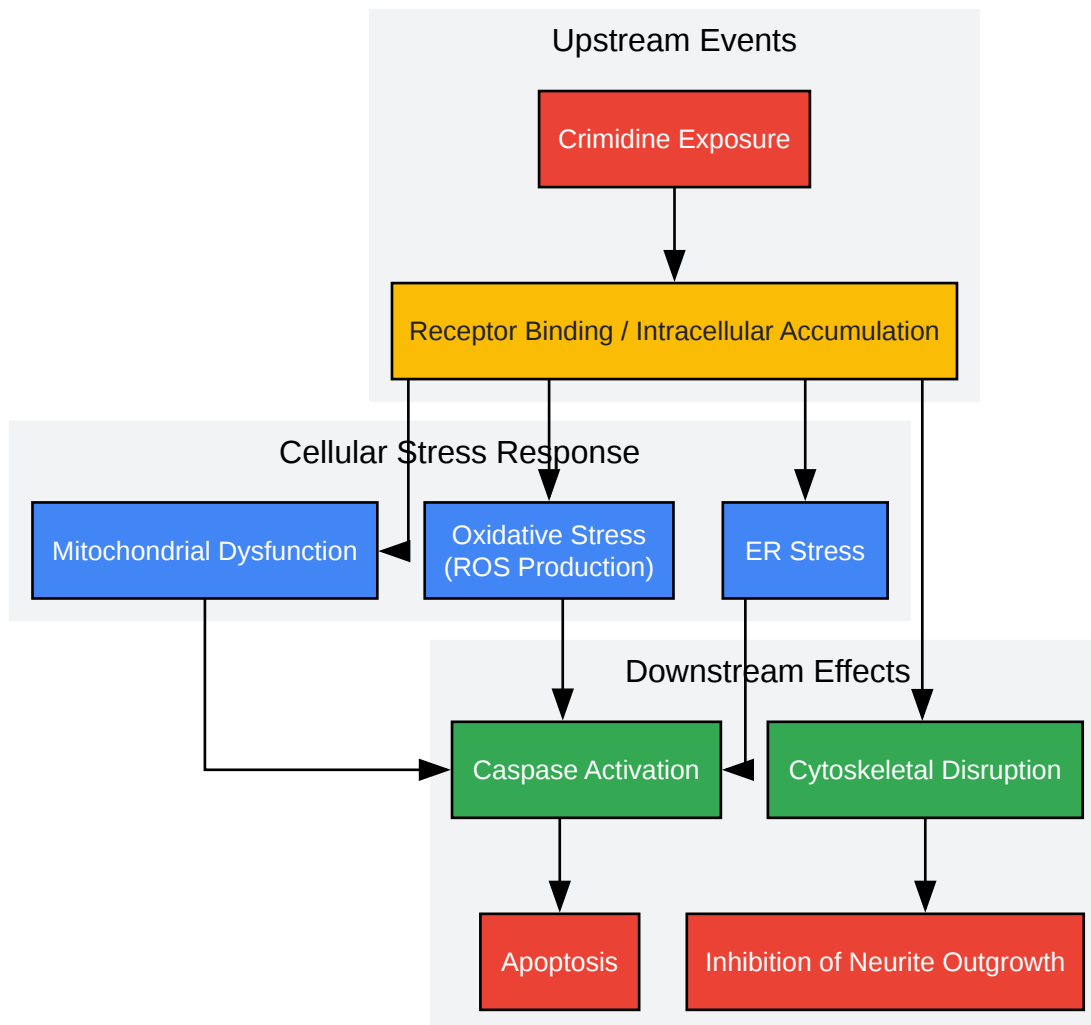 Upstream Events
Crimidine Exposure
Receptor Binding / Intracellular Accumulation
Cellular Stress Response
Mitochondrial Dysfunction
Oxidative Stress
(ROS Production)
ER Stress
Downstream Effects
Caspase Activation
Cytoskeletal Disruption
Apoptosis
Inhibition of Neurite Outgrowth